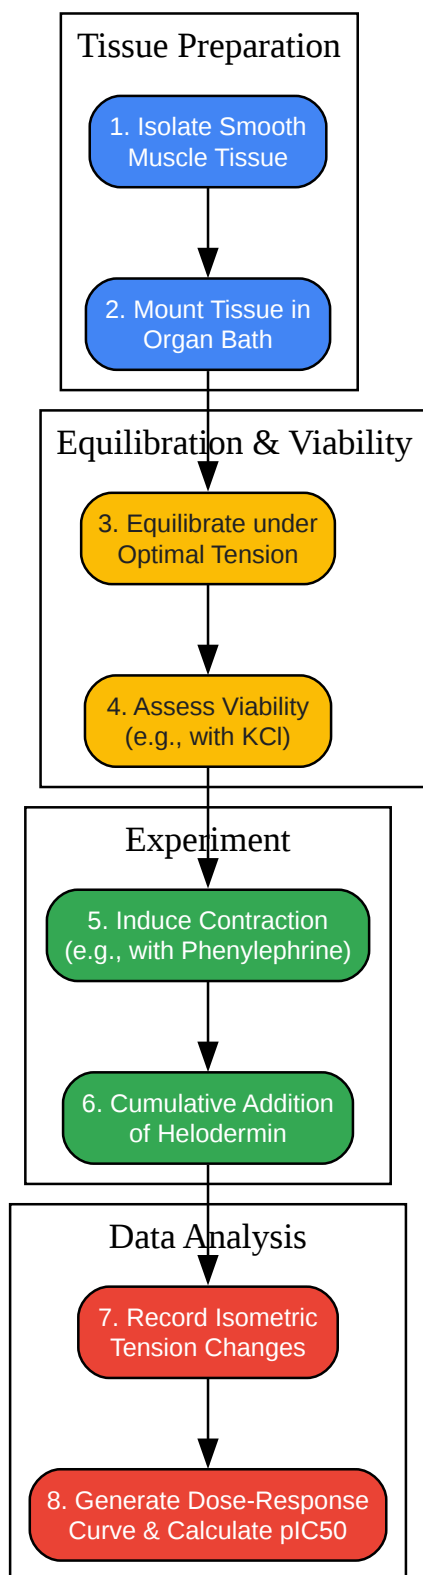 Tissue Preparation
1. Isolate Smooth
Muscle Tissue
2. Mount Tissue in
Organ Bath
Equilibration & Viability
3. Equilibrate under
Optimal Tension
4. Assess Viability
(e.g., with KCl)
Experiment
5. Induce Contraction
(e.g., with Phenylephrine)
6. Cumulative Addition
of Helodermin
Data Analysis
7. Record Isometric
Tension Changes
8. Generate Dose-Response
Curve & Calculate pIC50